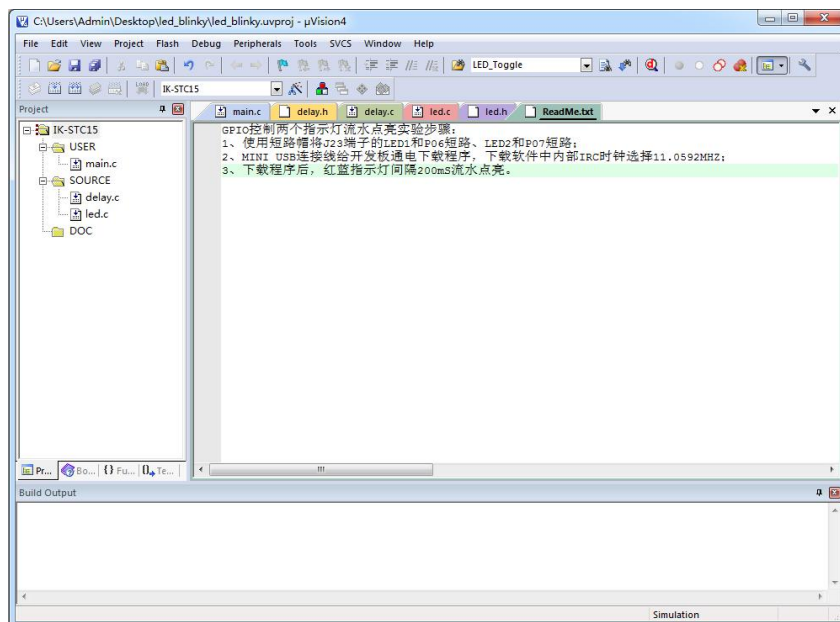 C:\Users\Admin\Desktop\led_blinky\led_blinky.uvproj - µVision4
File Edit View Project Flash Debug Peripherals Tools SVCS Window Help
LED_Toggle
LOAD IK-STC15
Project
main.c delay.h delay.c led.c led.h ReadMe.txt
IK-STC15
USER
main.c
SOURCE
delay.c
led.c
DOC
GPIO控制两个指示灯流水点亮实验步骤:
1、使用短路帽将J23端子的LED1和P06短路、LED2和P07短路;
2、MINI USB连接线给开发板通电下载程序,下载软件中内部IRC时钟选择11.0592MHZ;
3、下载程序后,红蓝指示灯间隔200mS流水点亮。
Pr... Bo... {} Fu... 0 Te...
Build Output
Simulation